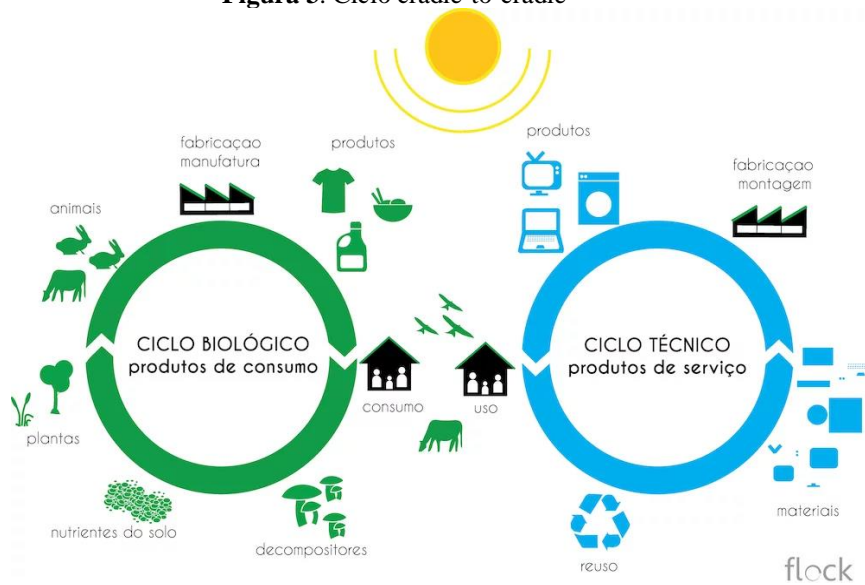 Figura 3. Ciclo cradle-to-cradle
fabricaçao
manufatura
produtos
animais
CICLO BIOLÓGICO
produtos de consumo
consumo
plantas
nutrientes do solo
decompositores
produtos
fabricaçao
montagem
CICLO TÉCNICO
produtos de serviço
uso
materiais
reuso
flock